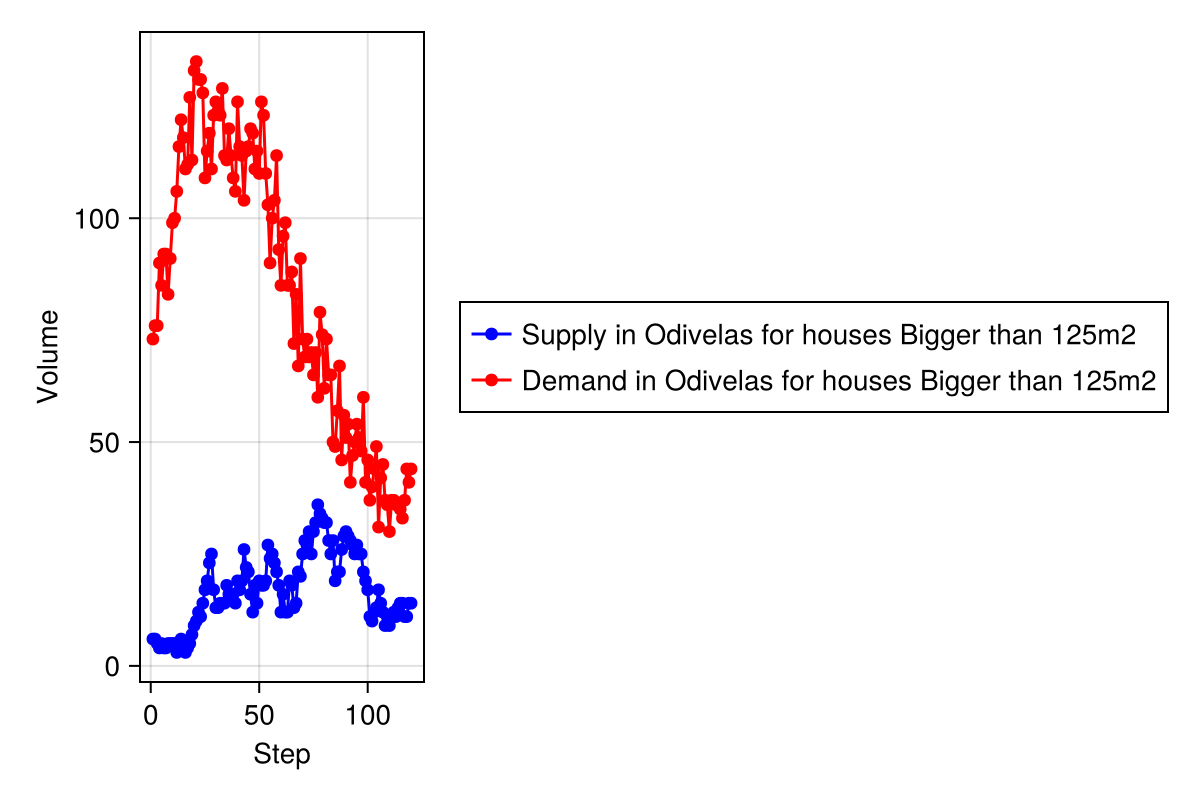 Volume
100
50
0
0 50 100
Step
Supply in Odivelas for houses Bigger than 125m2
Demand in Odivelas for houses Bigger than 125m2